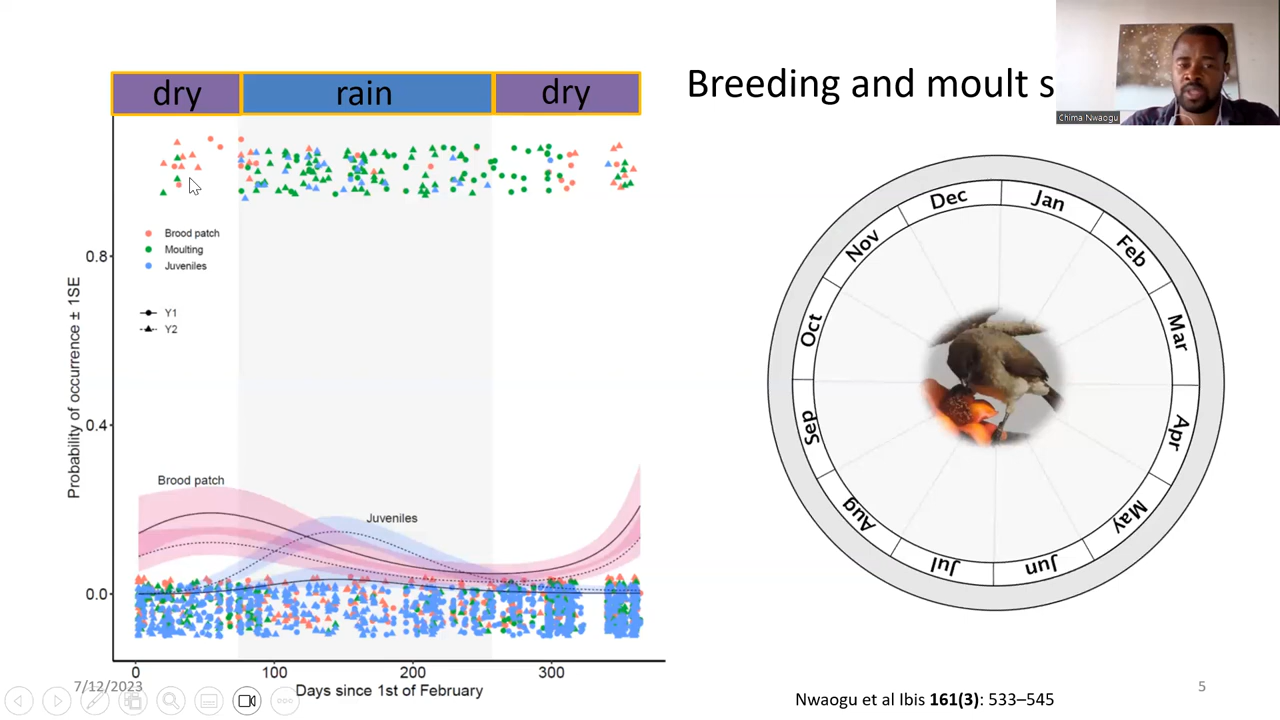 dry
rain
dry
Breeding and moult s
Chima Nwaogu
Brood patch
Moulting
Juveniles
Y1
Y2
Probability of occurrence ± 1SE
0.8
0.4
0.0
Brood patch
Juveniles
0
100
200
300
Days since 1st of February
7/12/2023
Jan
Feb
Mar
Apr
May
Jun
Jul
Aug
Sep
Oct
Nov
Dec
Nwaogu et al Ibis 161(3): 533–545
5